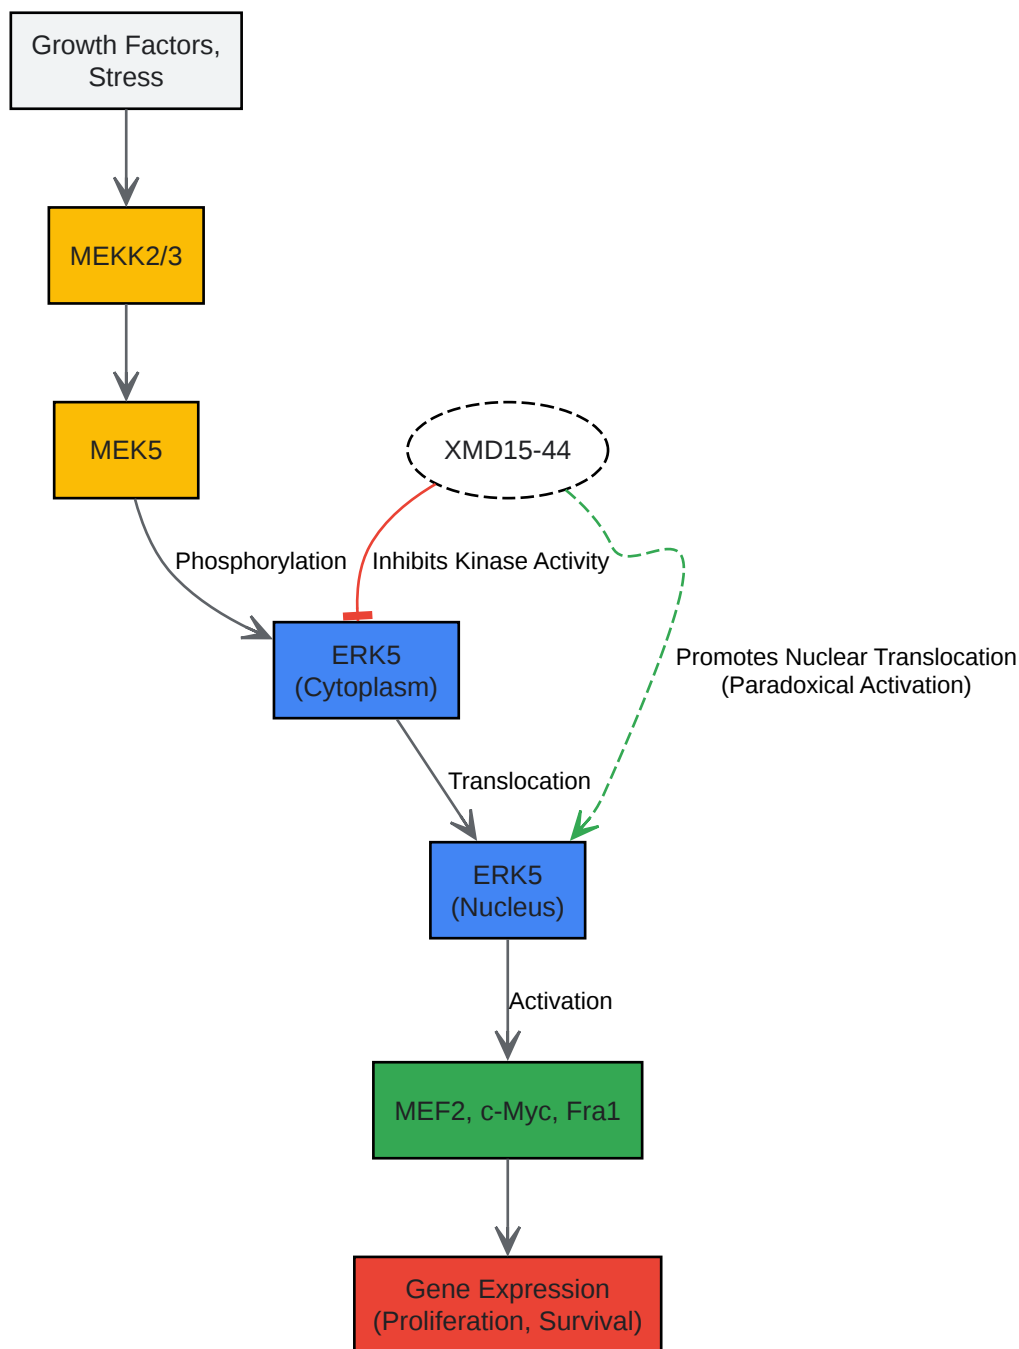 Growth Factors,
Stress
MEKK2/3
MEK5
XMD15-44
Phosphorylation
Inhibits Kinase Activity
ERK5
(Cytoplasm)
Promotes Nuclear Translocation
(Paradoxical Activation)
Translocation
ERK5
(Nucleus)
Activation
MEF2, c-Myc, Fra1
Gene Expression
(Proliferation, Survival)